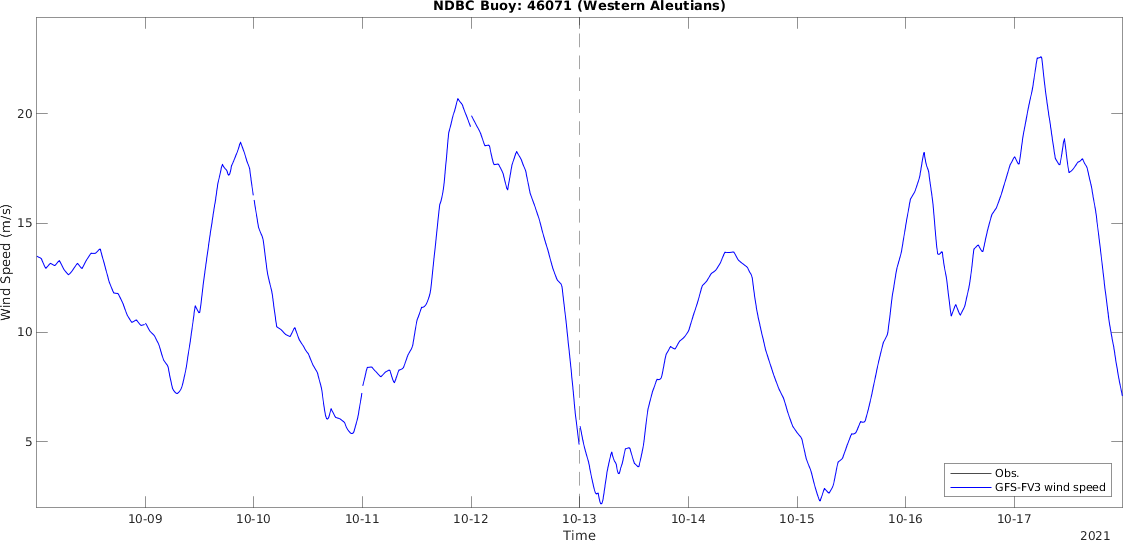 NDBC Buoy: 46071 (Western Aleutians)
20
15
10
5
Wind Speed (m/s)
Obs.
GFS-FV3 wind speed
10-09 10-10 10-11 10-12 10-13 10-14 10-15 10-16 10-17
Time
2021